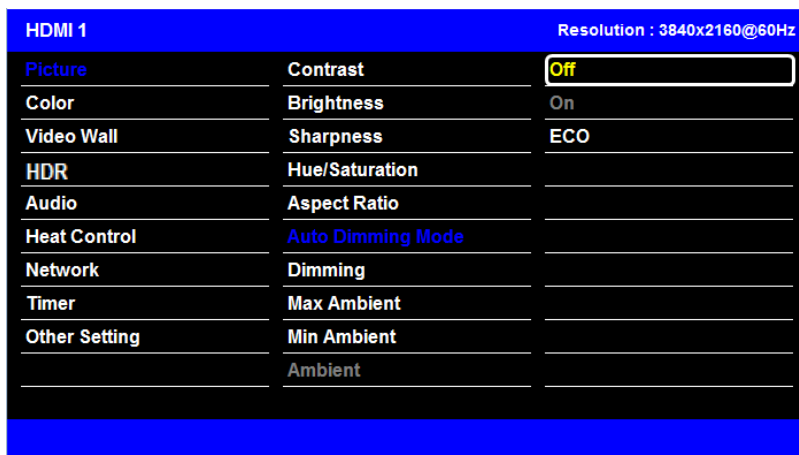 HDMI 1 Resolution : 3840x2160@60Hz
Picture Contrast Off
Color Brightness On
Video Wall Sharpness ECO
HDR Hue/Saturation
Audio Aspect Ratio
Heat Control Auto Dimming Mode
Network Dimming
Timer Max Ambient
Other Setting Min Ambient
Ambient